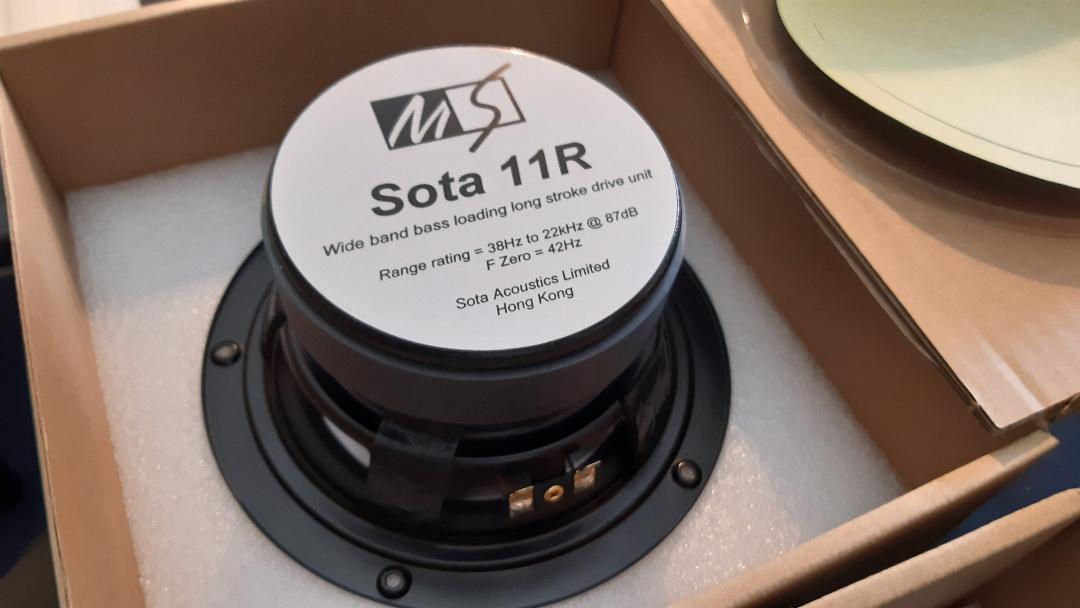 MS
Sota 11R
Wide band bass loading long stroke drive unit
Range rating = 38Hz to 22kHz @ 87dB
F Zero = 42Hz
Sota Acoustics Limited
Hong Kong